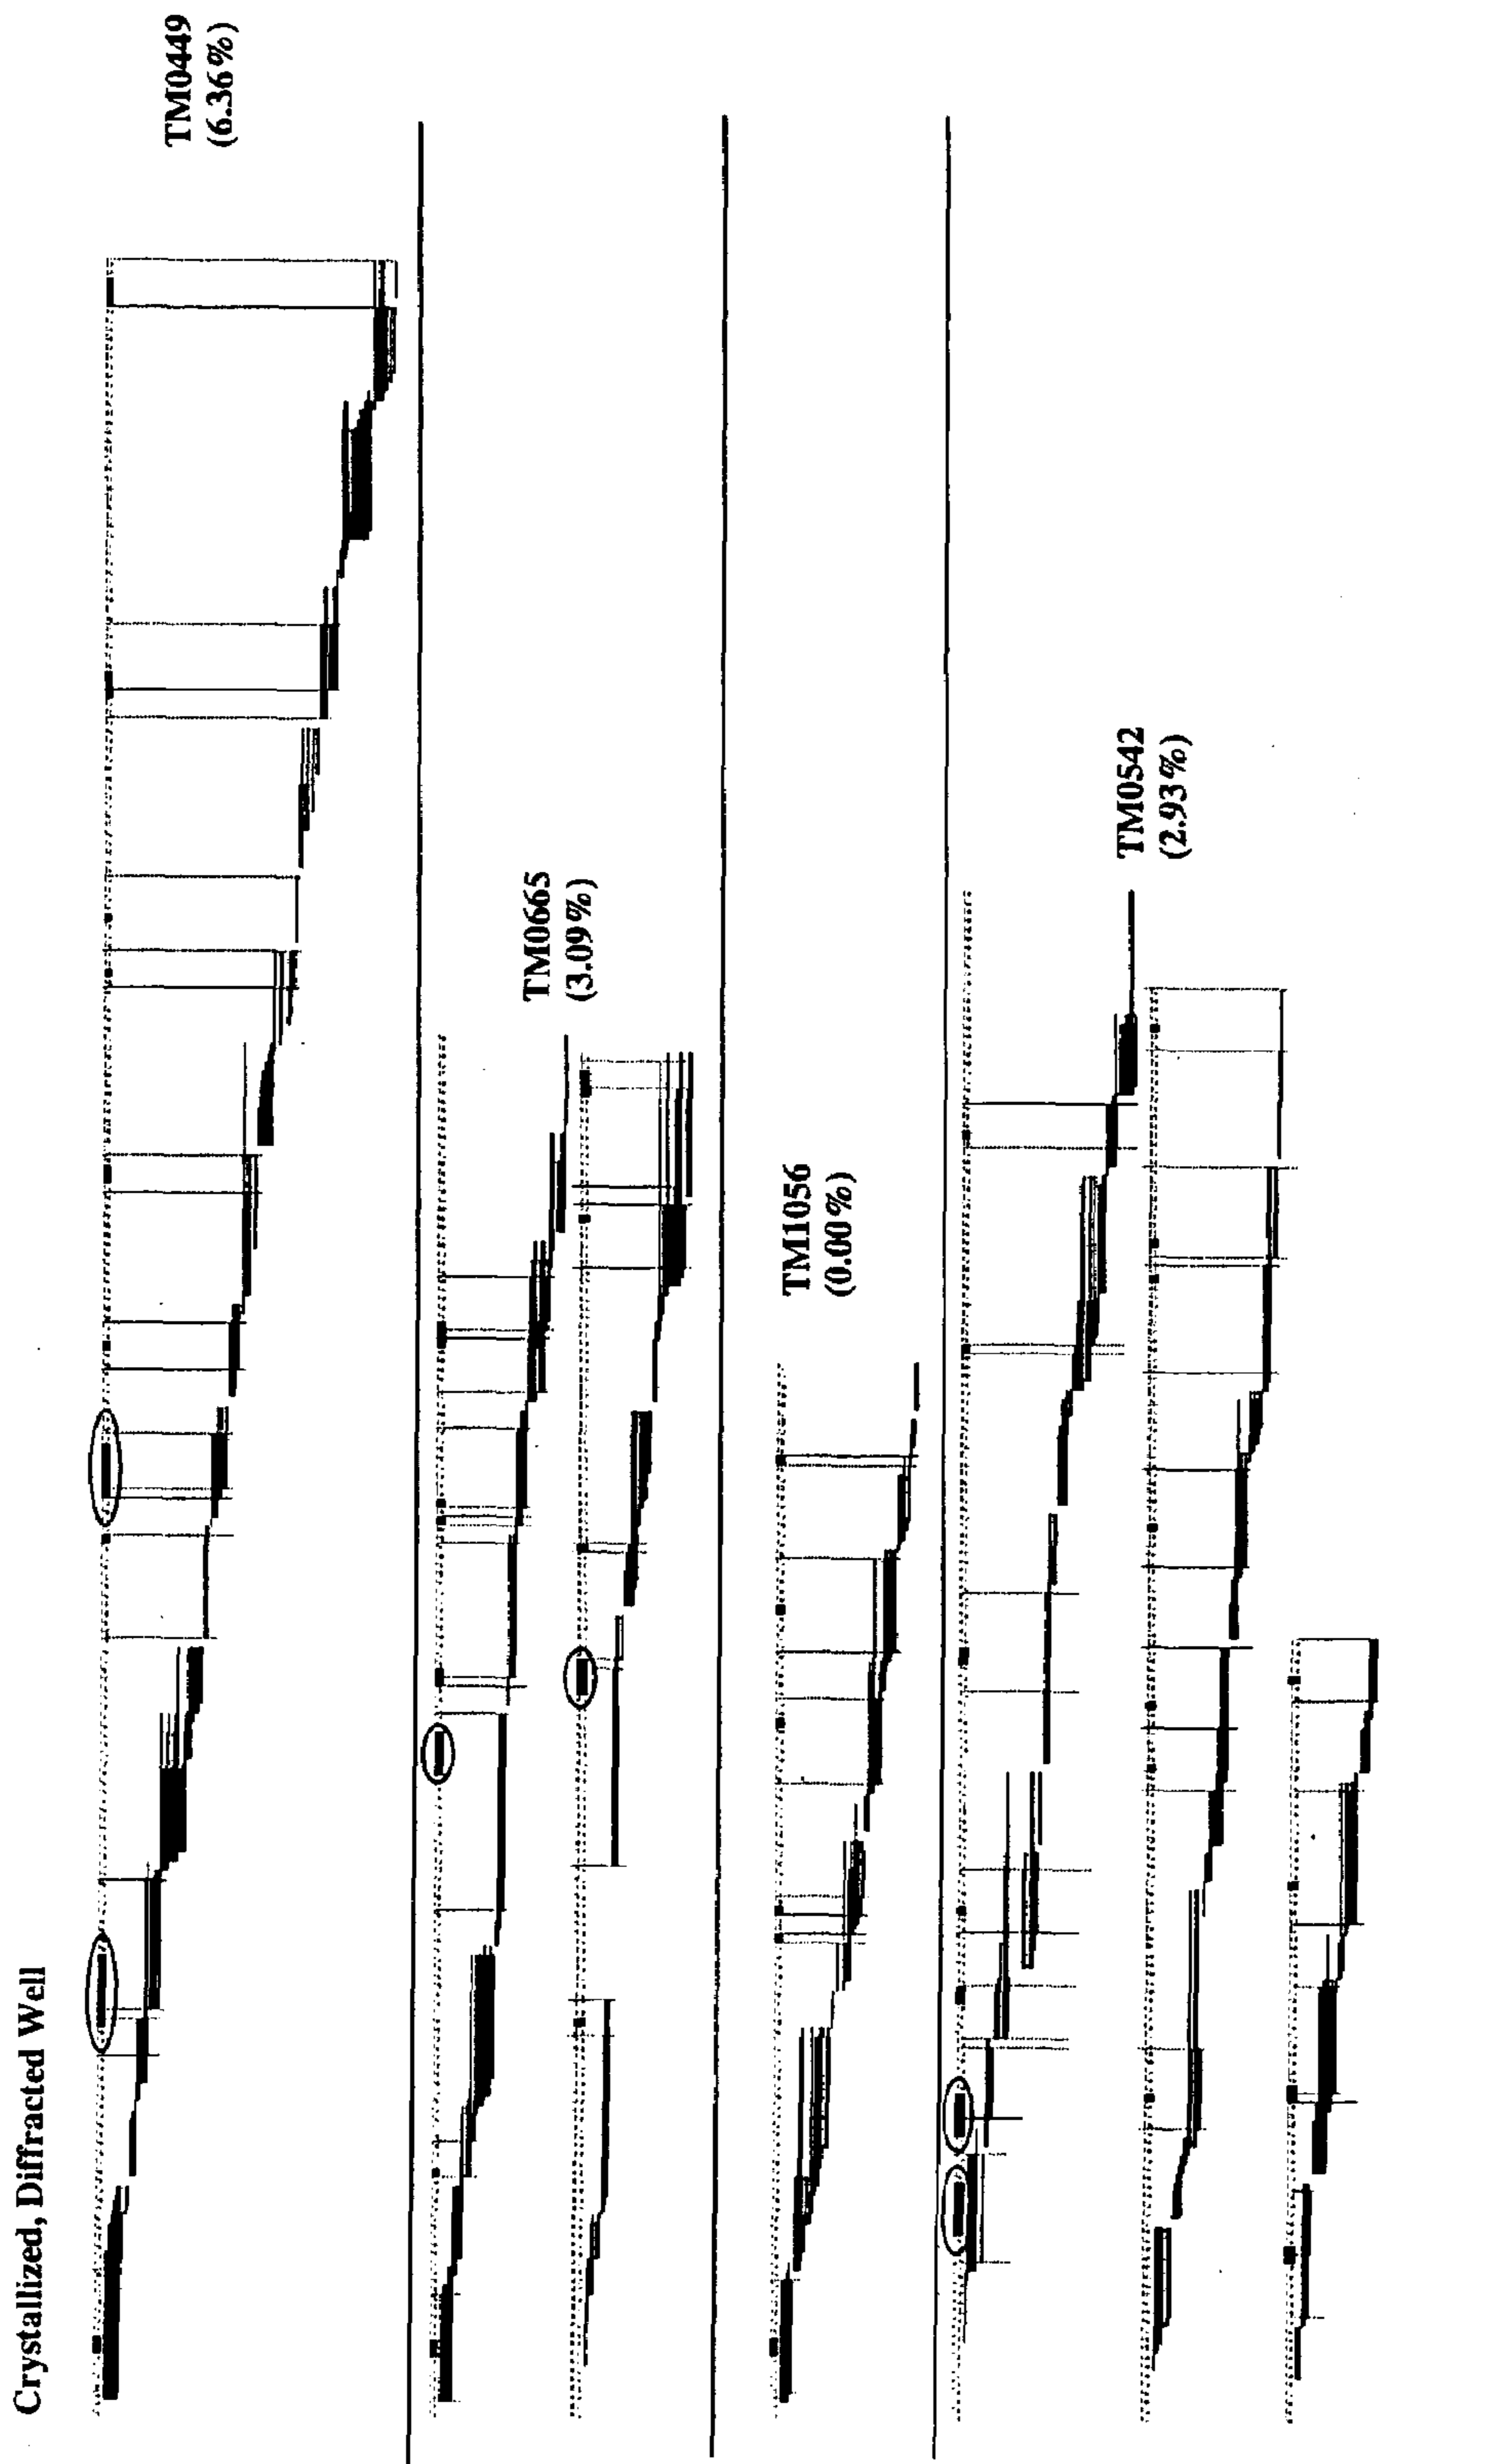 Crystallized, Diffracted Well
TM0449
(6.36%)
TM0665
(3.09%)
TM1056
(0.00%)
TM0542
(2.93%)